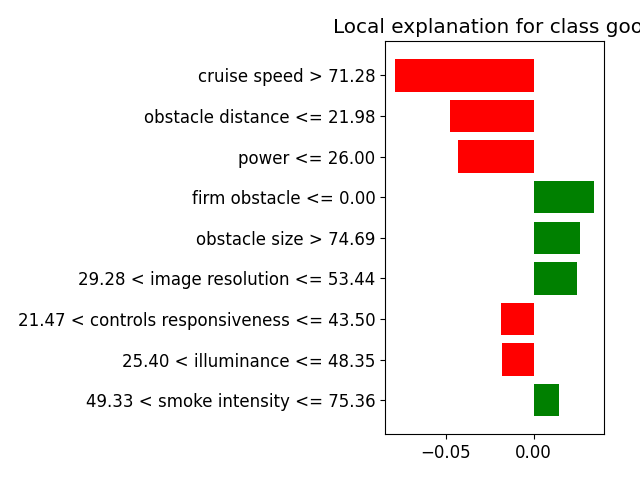 Local explanation for class goo
cruise speed > 71.28
obstacle distance <= 21.98
power <= 26.00
firm obstacle <= 0.00
obstacle size > 74.69
29.28 < image resolution <= 53.44
21.47 < controls responsiveness <= 43.50
25.40 < illuminance <= 48.35
49.33 < smoke intensity <= 75.36
−0.05 0.00